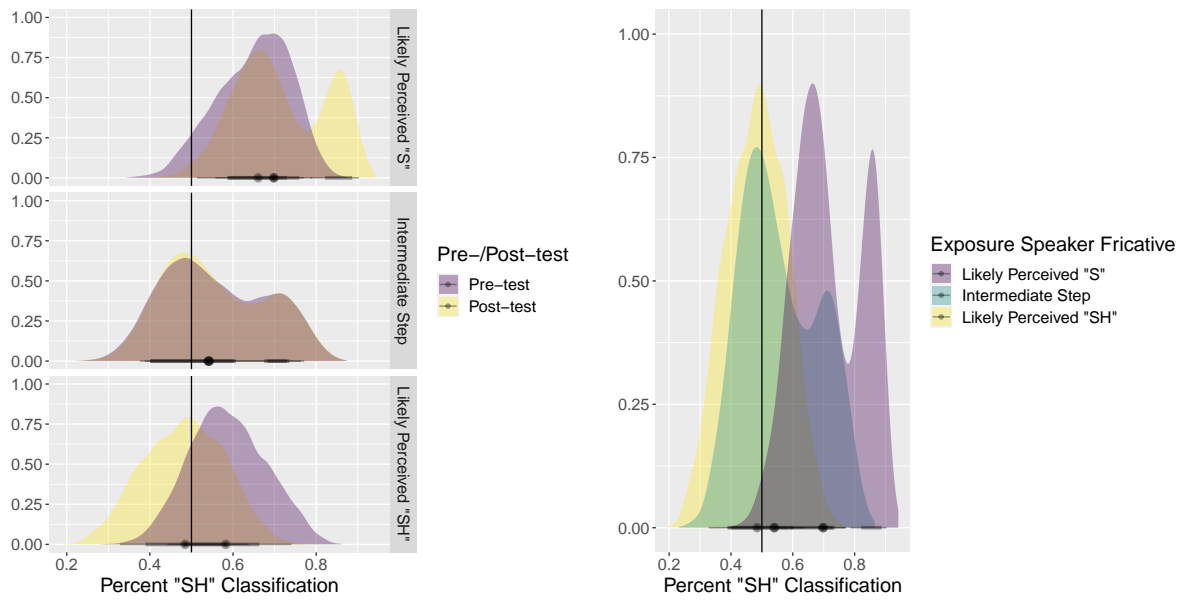 1.00
0.75
0.50
0.25
0.00
Likely Perceived "S"
1.00
0.75
0.50
0.25
0.00
Intermediate Step
1.00
0.75
0.50
0.25
0.00
Likely Perceived "SH"
0.2 0.4 0.6 0.8
Percent "SH" Classification
Pre−/Post−test
Pre−test
Post−test
1.00
0.75
0.50
0.25
0.00
0.2 0.4 0.6 0.8
Percent "SH" Classification
Exposure Speaker Fricative
Likely Perceived "S"
Intermediate Step
Likely Perceived "SH"